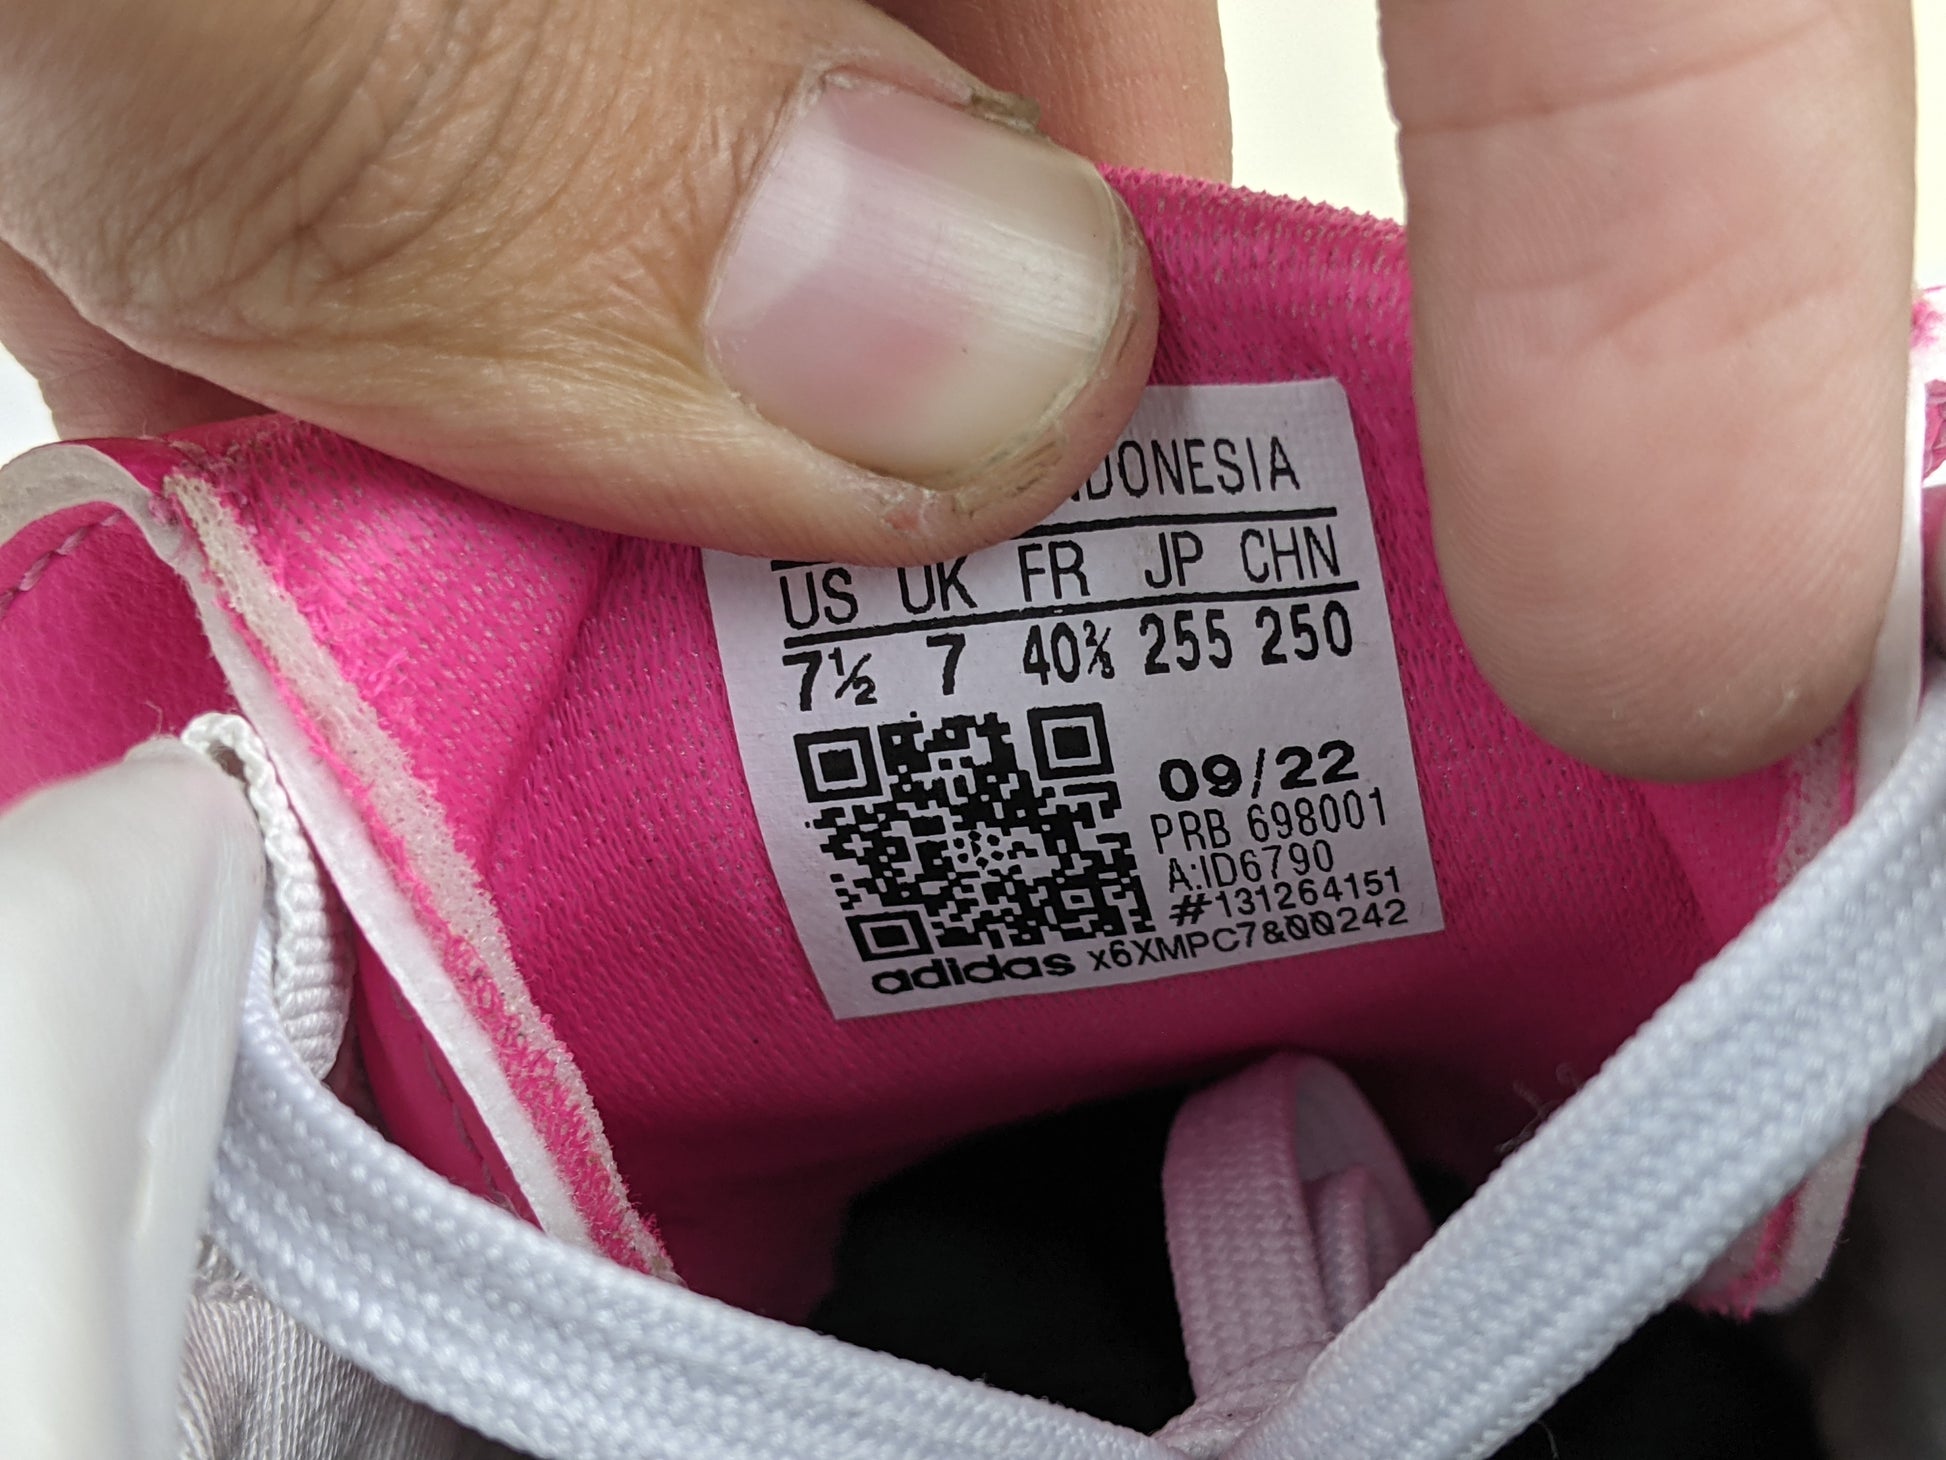 INDONESIA
US UK FR JP CHN
7½ 7 40⅔ 255 250
09/22
PRB 698001
A:ID6790
#131264151
adidas x6XMPC7&00242